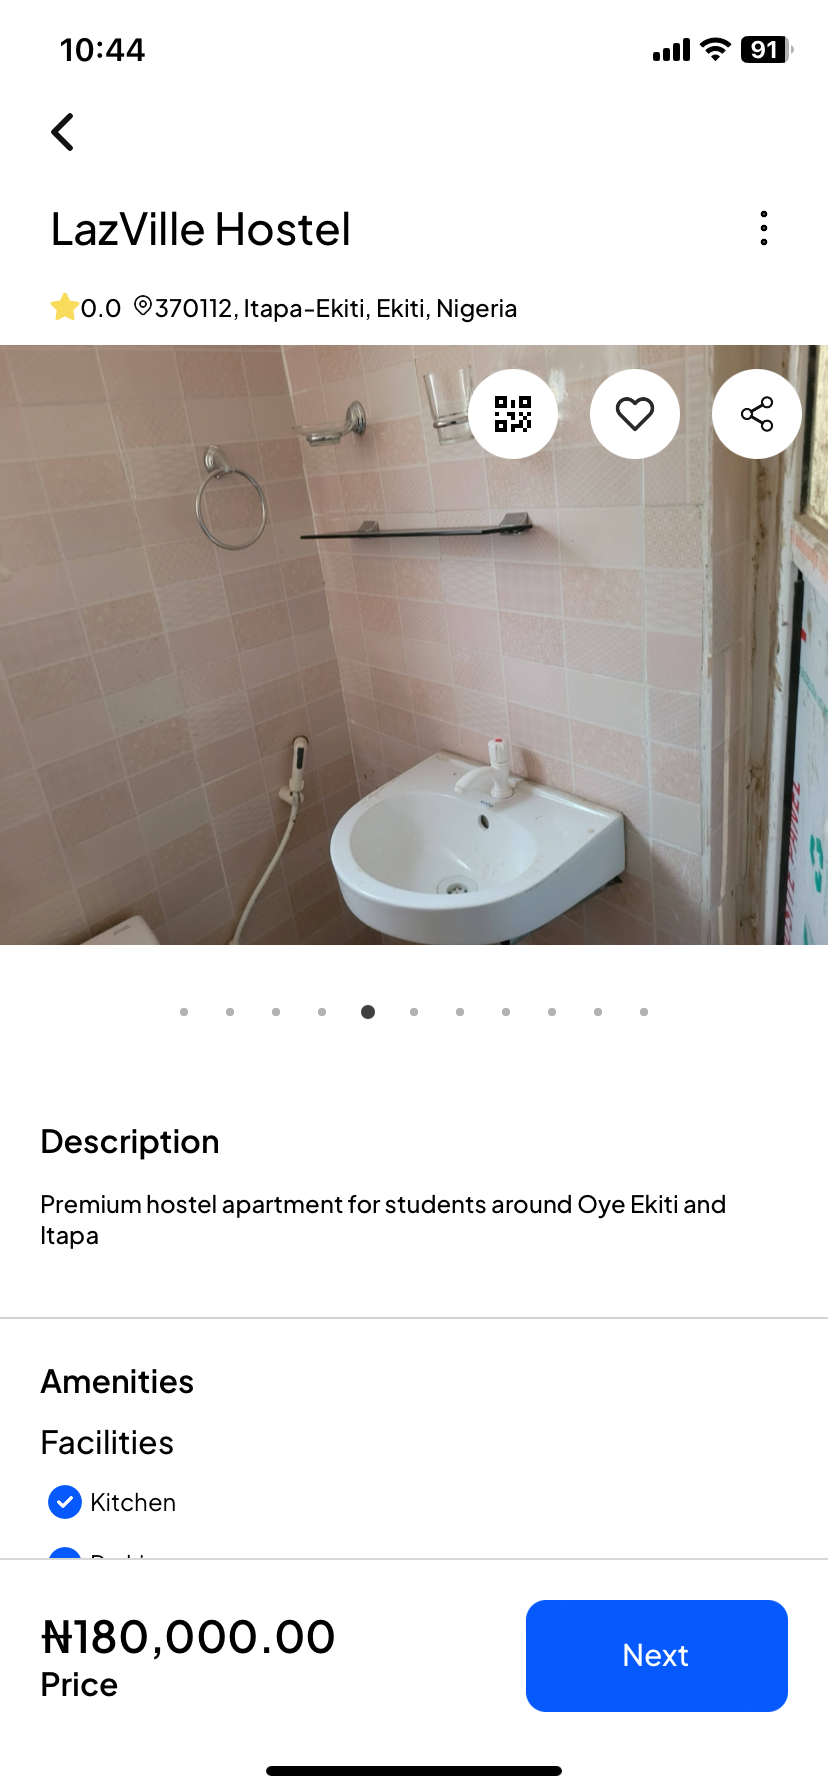 10:44
91
LazVille Hostel
0.0 370112, Itapa-Ekiti, Ekiti, Nigeria
Description
Premium hostel apartment for students around Oye Ekiti and
Itapa
Amenities
Facilities
Kitchen
₦180,000.00
Price
Next